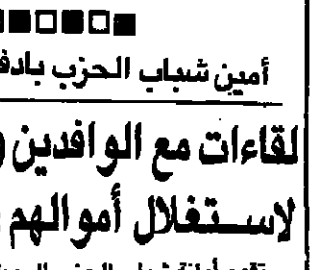 أمين شباب الحزب بادف
لقاءات مع الوافدين و
لاستغلال أموالهم